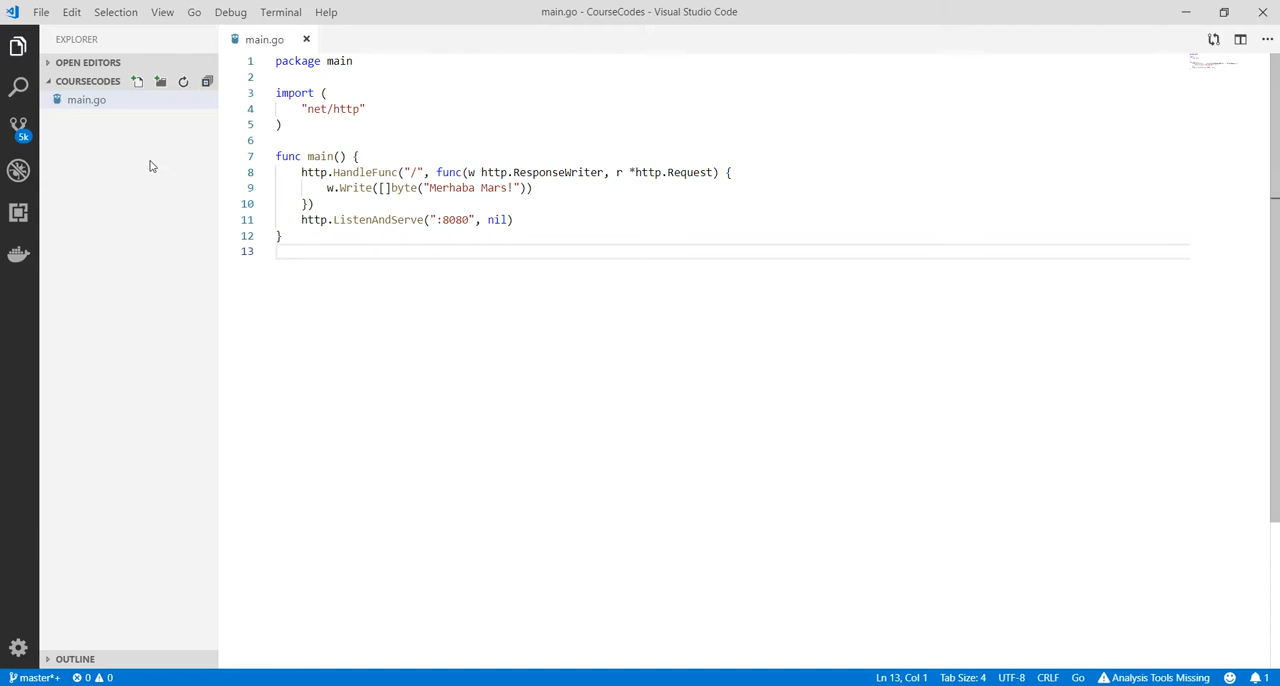 File Edit Selection View Go Debug Terminal Help
main.go - CourseCodes - Visual Studio Code
EXPLORER
OPEN EDITORS
COURSECODES
main.go
5k
OUTLINE
main.go
1 package main
2
3 import (
4 "net/http"
5 )
6
7 func main() {
8 http.HandleFunc("/", func(w http.ResponseWriter, r *http.Request) {
9 w.Write([]byte("Merhaba Mars!"))
10 })
11 http.ListenAndServe(":8080", nil)
12 }
13
master*+ 0 0 Ln 13, Col 1 Tab Size: 4 UTF-8 CRLF Go Analysis Tools Missing 1